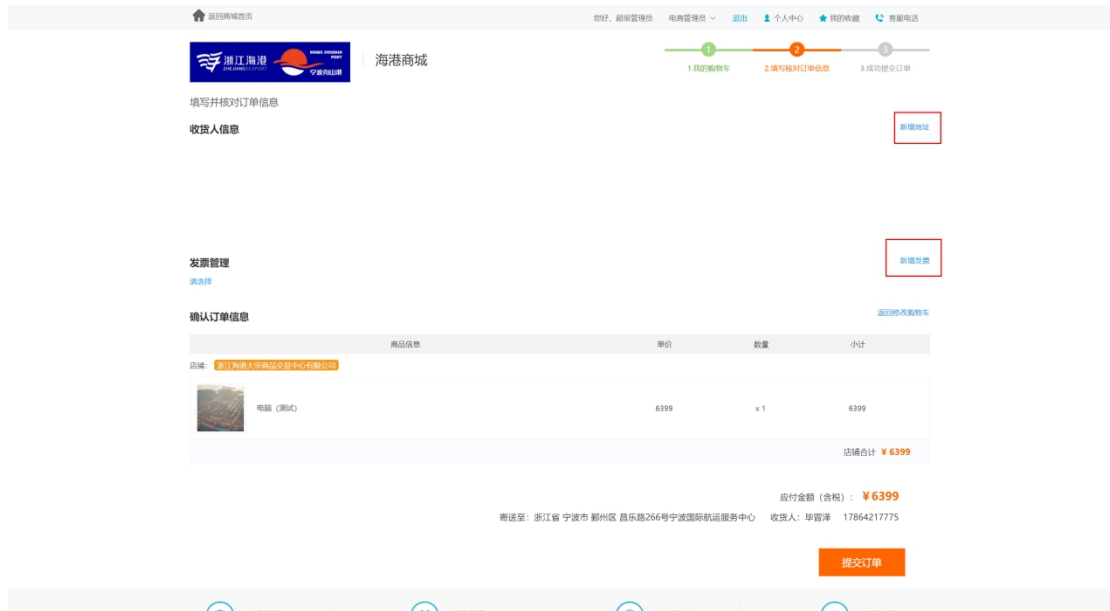 返回商城首页
您好，超级管理员 电商管理员 退出 个人中心 我的收藏 客服电话
浙江海港
ZHEJIANG SEAPORT
NINGBO ZHOUSHAN PORT
宁波舟山港
海港商城
1 2 3
1.我的购物车 2.填写核对订单信息 3.成功提交订单
填写并核对订单信息
收货人信息 新增地址
发票管理 新增发票
请选择
确认订单信息 返回修改购物车
商品信息 单价 数量 小计
店铺： 浙江海港大宗商品交易中心有限公司
电脑（测试） 6399 x 1 6399
店铺合计 ¥ 6399
应付金额（含税）： ¥6399
寄送至：浙江省 宁波市 鄞州区 昌乐路266号宁波国际航运服务中心 收货人：毕晋泽 17864217775
提交订单